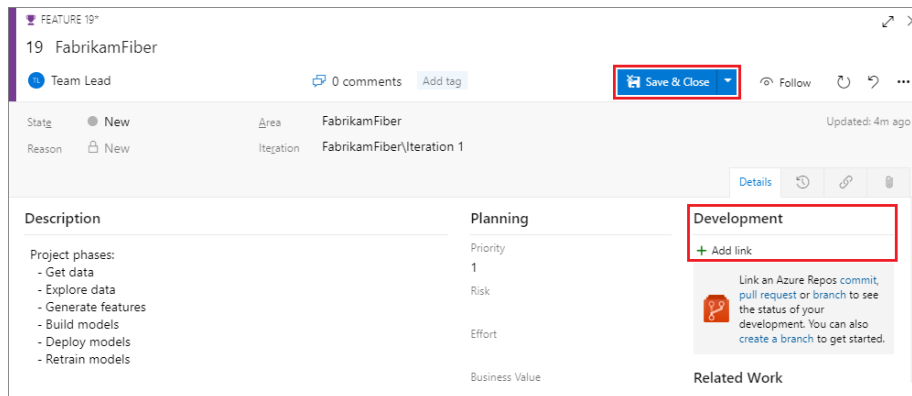 FEATURE 19*
19 FabrikamFiber
TL Team Lead
0 comments
Add tag
Save & Close
Follow
State
New
Area
FabrikamFiber
Updated: 4m ago
Reason
New
Iteration
FabrikamFiber\Iteration 1
Details
Description
Project phases:
- Get data
- Explore data
- Generate features
- Build models
- Deploy models
- Retrain models
Planning
Priority
1
Risk
Effort
Business Value
Development
+ Add link
Link an Azure Repos commit,
pull request or branch to see
the status of your
development. You can also
create a branch to get started.
Related Work